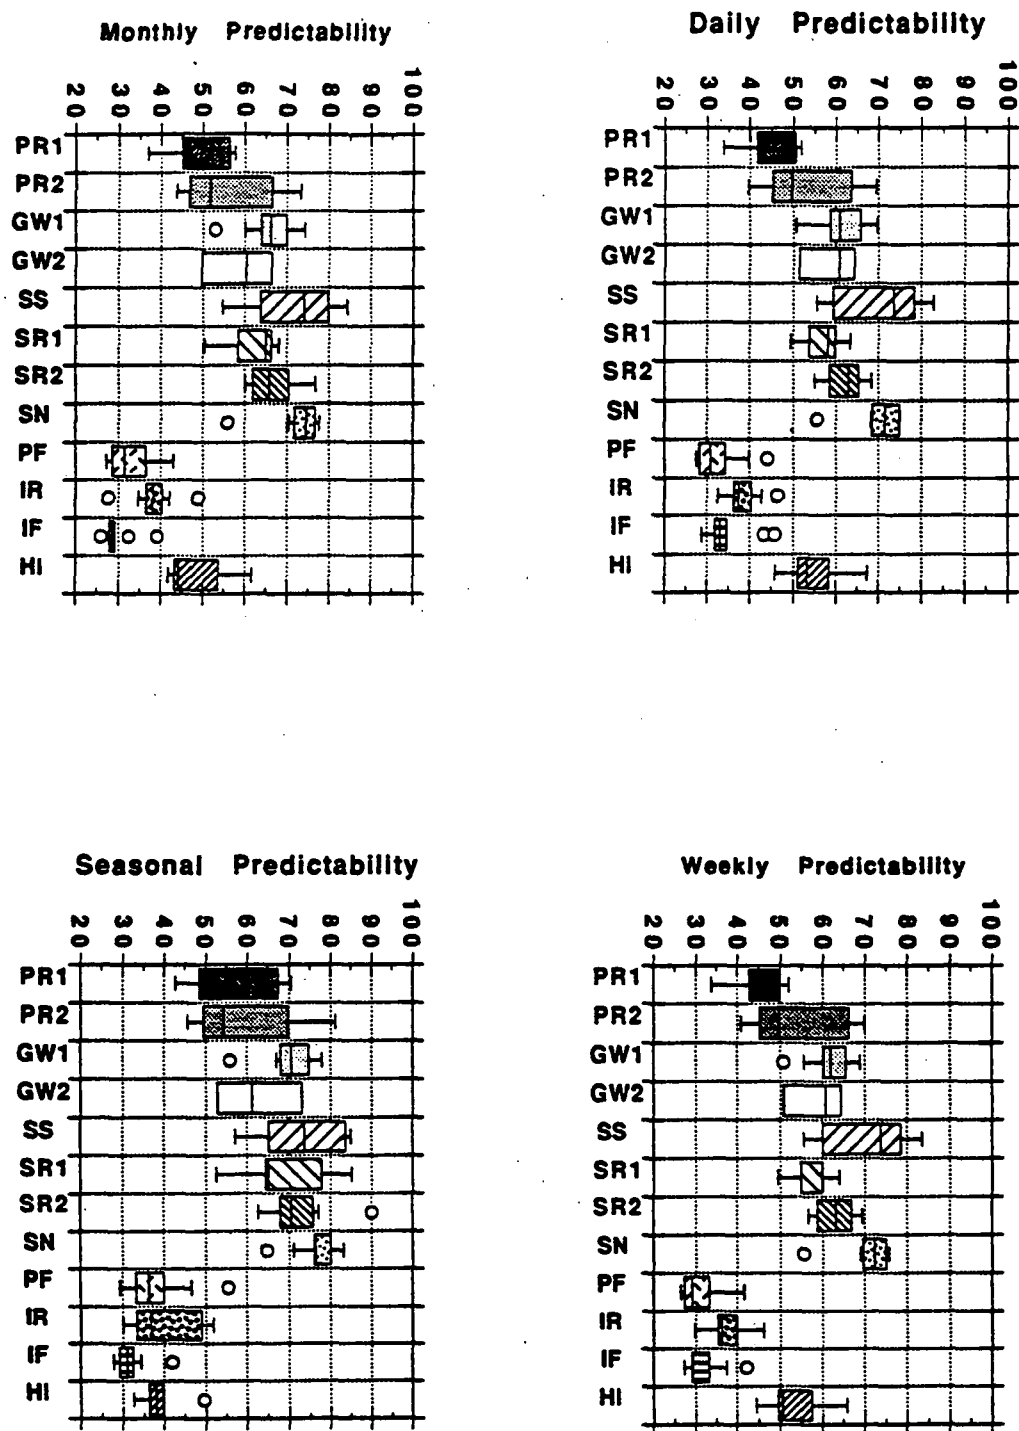 Monthly Predictability
20 30 40 50 60 70 80 90 100
PR1
PR2
GW1
GW2
SS
SR1
SR2
SN
PF
IR
IF
HI
Daily Predictability
20 30 40 50 60 70 80 90 100
PR1
PR2
GW1
GW2
SS
SR1
SR2
SN
PF
IR
IF
HI
Seasonal Predictability
20 30 40 50 60 70 80 90 100
PR1
PR2
GW1
GW2
SS
SR1
SR2
SN
PF
IR
IF
HI
Weekly Predictability
20 30 40 50 60 70 80 90 100
PR1
PR2
GW1
GW2
SS
SR1
SR2
SN
PF
IR
IF
HI